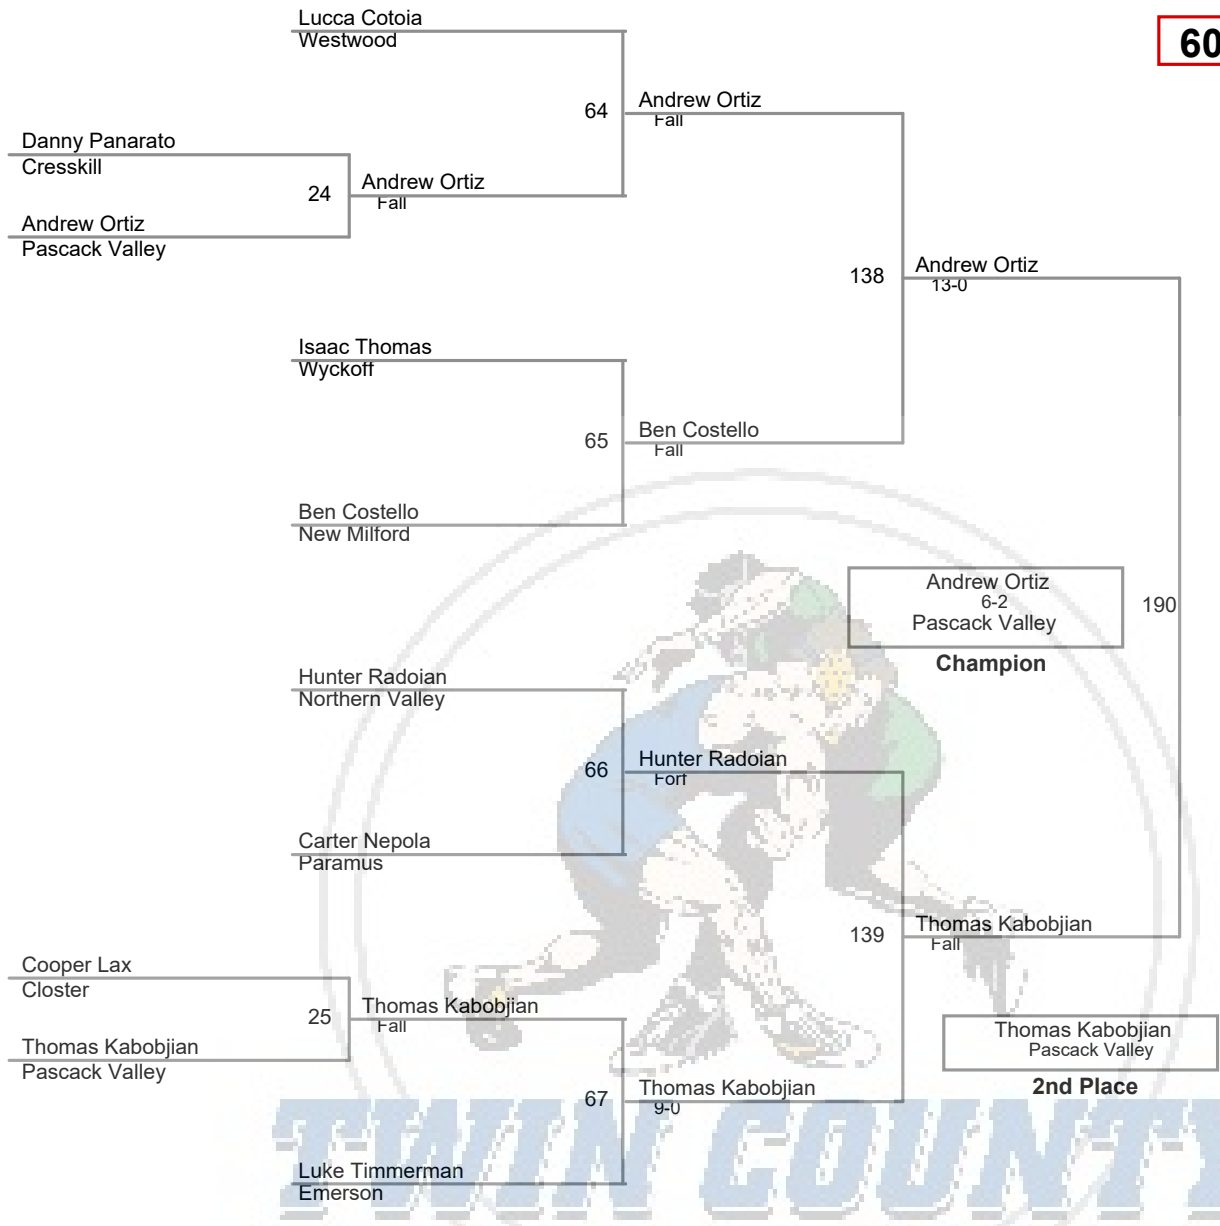 Lucca Cotoia
Westwood
60
64
Andrew Ortiz
Fall
Danny Panarato
Cresskill
24
Andrew Ortiz
Fall
Andrew Ortiz
Pascack Valley
138
Andrew Ortiz
13-0
Isaac Thomas
Wyckoff
65
Ben Costello
Fall
Ben Costello
New Milford
Andrew Ortiz
6-2
Pascack Valley
190
Champion
Hunter Radoian
Northern Valley
66
Hunter Radoian
Forf
Carter Nepola
Paramus
139
Thomas Kabobjian
Fall
Cooper Lax
Closter
25
Thomas Kabobjian
Fall
Thomas Kabobjian
Pascack Valley
Thomas Kabobjian
Pascack Valley
2nd Place
67
Thomas Kabobjian
9-0
Luke Timmerman
Emerson
TWIN COUNTY